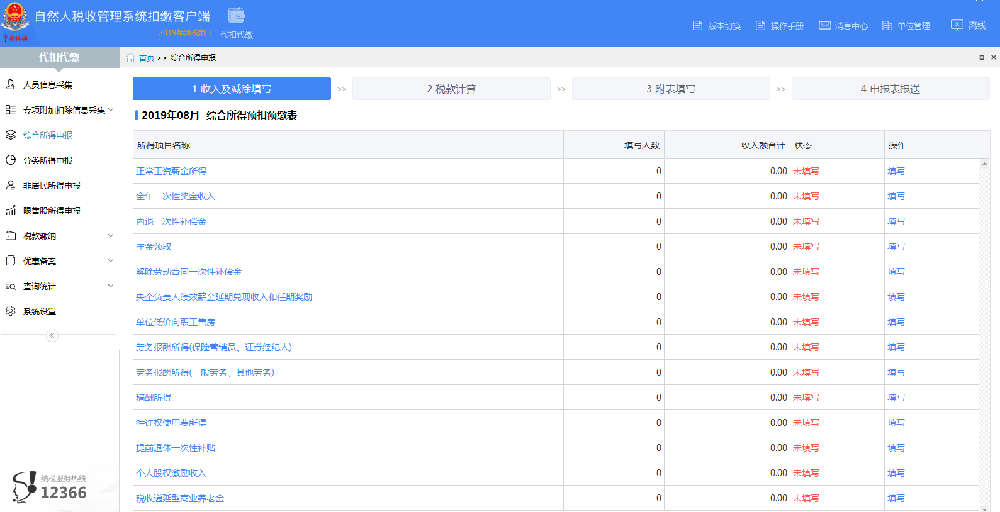 自然人税收管理系统扣缴客户端
[ 2019年新税制 ]
代扣代缴
版本切换
操作手册
消息中心
单位管理
离线
中国税务
代扣代缴
首页 >> 综合所得申报
人员信息采集
专项附加扣除信息采集
综合所得申报
分类所得申报
非居民所得申报
限售股所得申报
税款缴纳
优惠备案
查询统计
系统设置
纳税服务热线
12366
1 收入及减除填写 >> 2 税款计算 >> 3 附表填写 >> 4 申报表报送
2019年08月 综合所得预扣预缴表
所得项目名称 填写人数 收入额合计 状态 操作
正常工资薪金所得 0 0.00 未填写 填写
全年一次性奖金收入 0 0.00 未填写 填写
内退一次性补偿金 0 0.00 未填写 填写
年金领取 0 0.00 未填写 填写
解除劳动合同一次性补偿金 0 0.00 未填写 填写
央企负责人绩效薪金延期兑现收入和任期奖励 0 0.00 未填写 填写
单位低价向职工售房 0 0.00 未填写 填写
劳务报酬所得(保险营销员、证券经纪人) 0 0.00 未填写 填写
劳务报酬所得(一般劳务、其他劳务) 0 0.00 未填写 填写
稿酬所得 0 0.00 未填写 填写
特许权使用费所得 0 0.00 未填写 填写
提前退休一次性补贴 0 0.00 未填写 填写
个人股权激励收入 0 0.00 未填写 填写
税收递延型商业养老金 0 0.00 未填写 填写